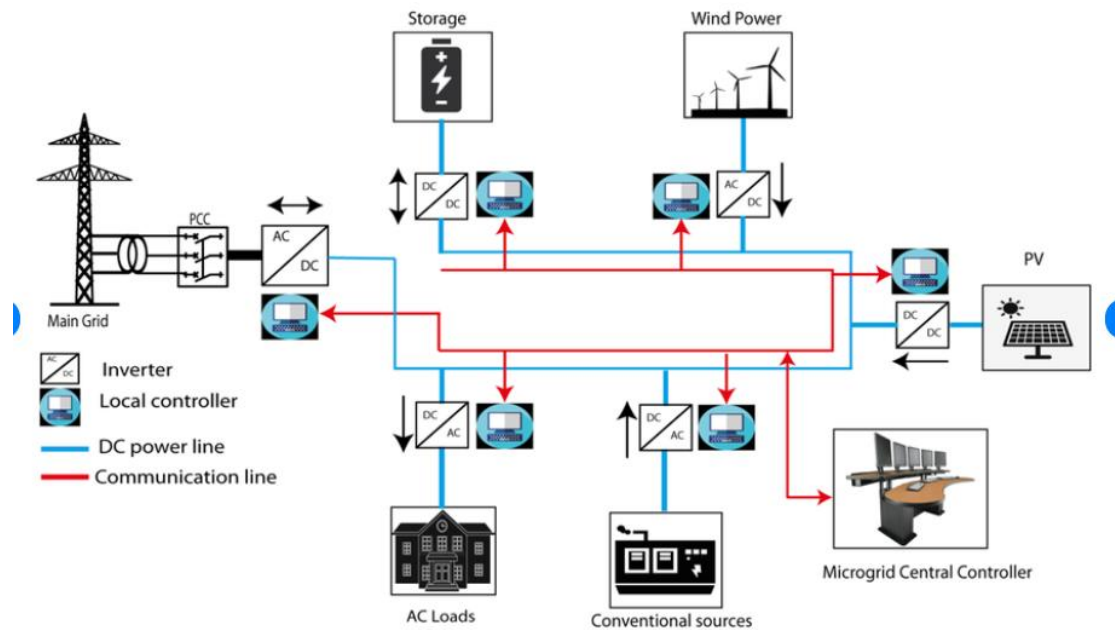 Storage
Wind Power
DC
DC
AC
DC
PCC
AC
DC
PV
DC
DC
Main Grid
AC
DC
Inverter
Local controller
DC power line
Communication line
DC
AC
DC
AC
AC Loads
Conventional sources
Microgrid Central Controller